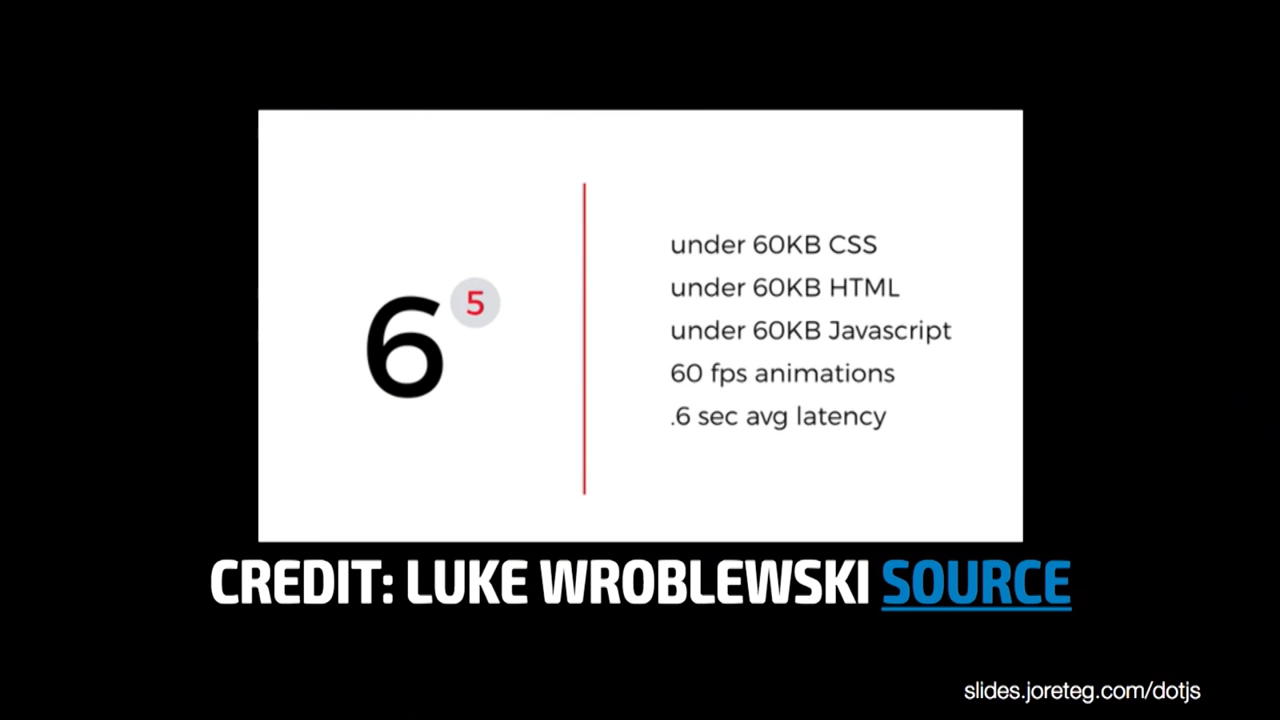 6 5
under 60KB CSS
under 60KB HTML
under 60KB Javascript
60 fps animations
.6 sec avg latency
CREDIT: LUKE WROBLEWSKI SOURCE
slides.joreteg.com/dotjs